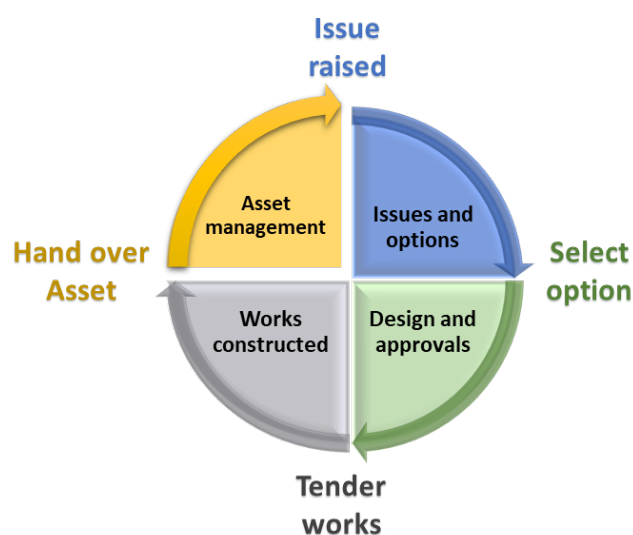 Issue
raised
Asset
management
Issues and
options
Hand over
Asset
Select
option
Works
constructed
Design and
approvals
Tender
works